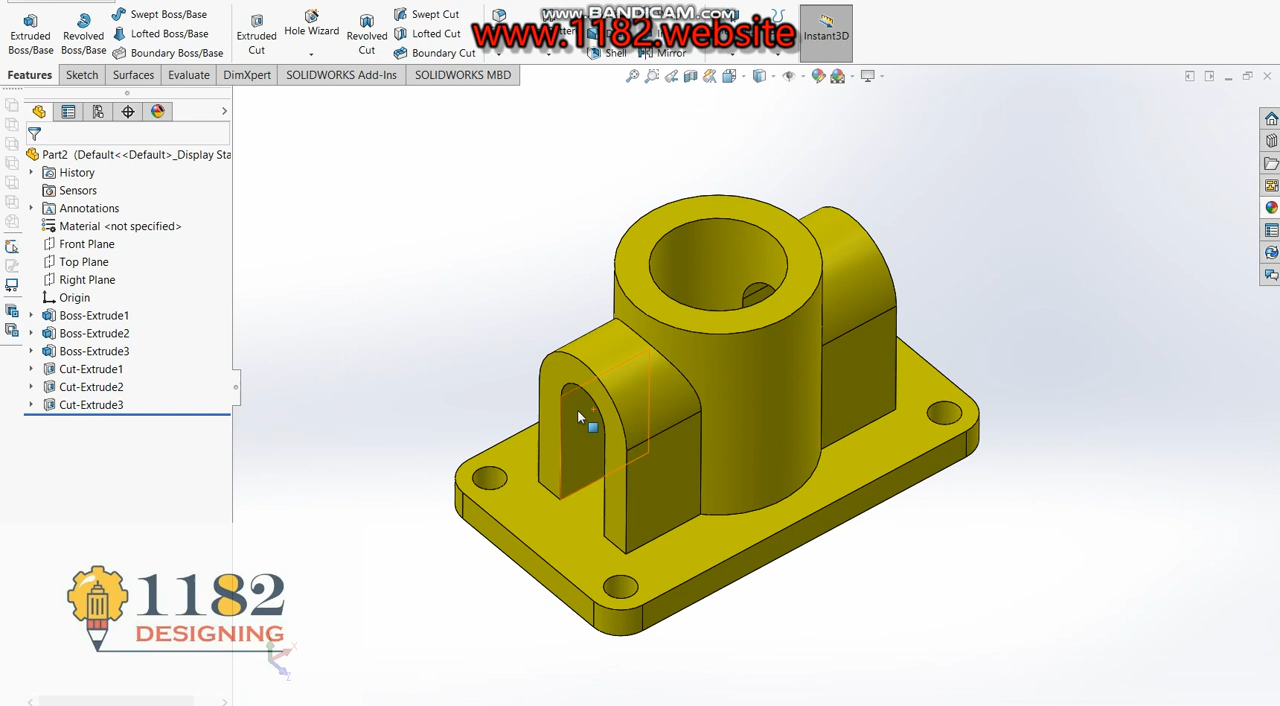 www.BANDICAM.com
www.1182.website
Extruded Boss/Base
Revolved Boss/Base
Swept Boss/Base
Lofted Boss/Base
Boundary Boss/Base
Extruded Cut
Hole Wizard
Revolved Cut
Swept Cut
Lofted Cut
Boundary Cut
Shell
Mirror
Instant3D
Features
Sketch
Surfaces
Evaluate
DimXpert
SOLIDWORKS Add-Ins
SOLIDWORKS MBD
Part2 (Default<<Default>_Display Sta
History
Sensors
Annotations
Material <not specified>
Front Plane
Top Plane
Right Plane
Origin
Boss-Extrude1
Boss-Extrude2
Boss-Extrude3
Cut-Extrude1
Cut-Extrude2
Cut-Extrude3
1182
DESIGNING